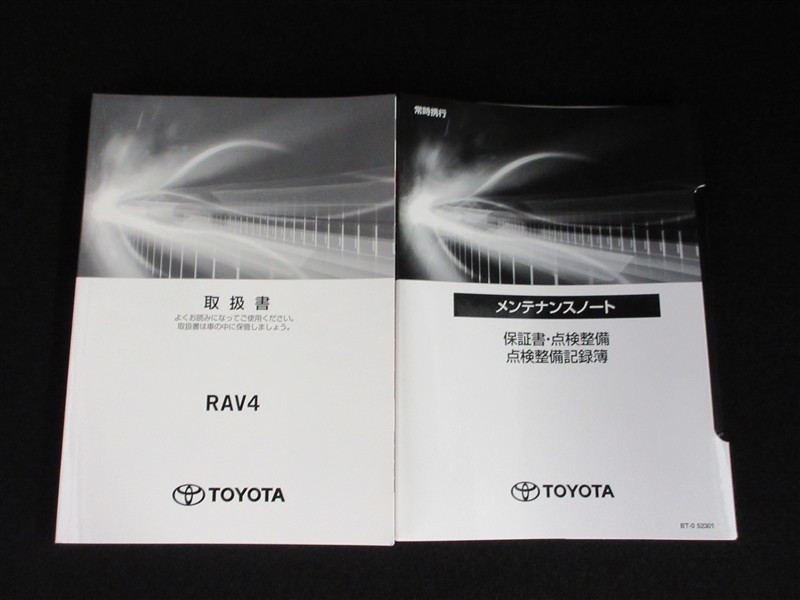 取扱書
よくお読みになってご使用ください。
取扱書は車の中に保管しましょう。
RAV4
TOYOTA
常時携行
メンテナンスノート
保証書・点検整備
点検整備記録簿
TOYOTA
BT-0 52301